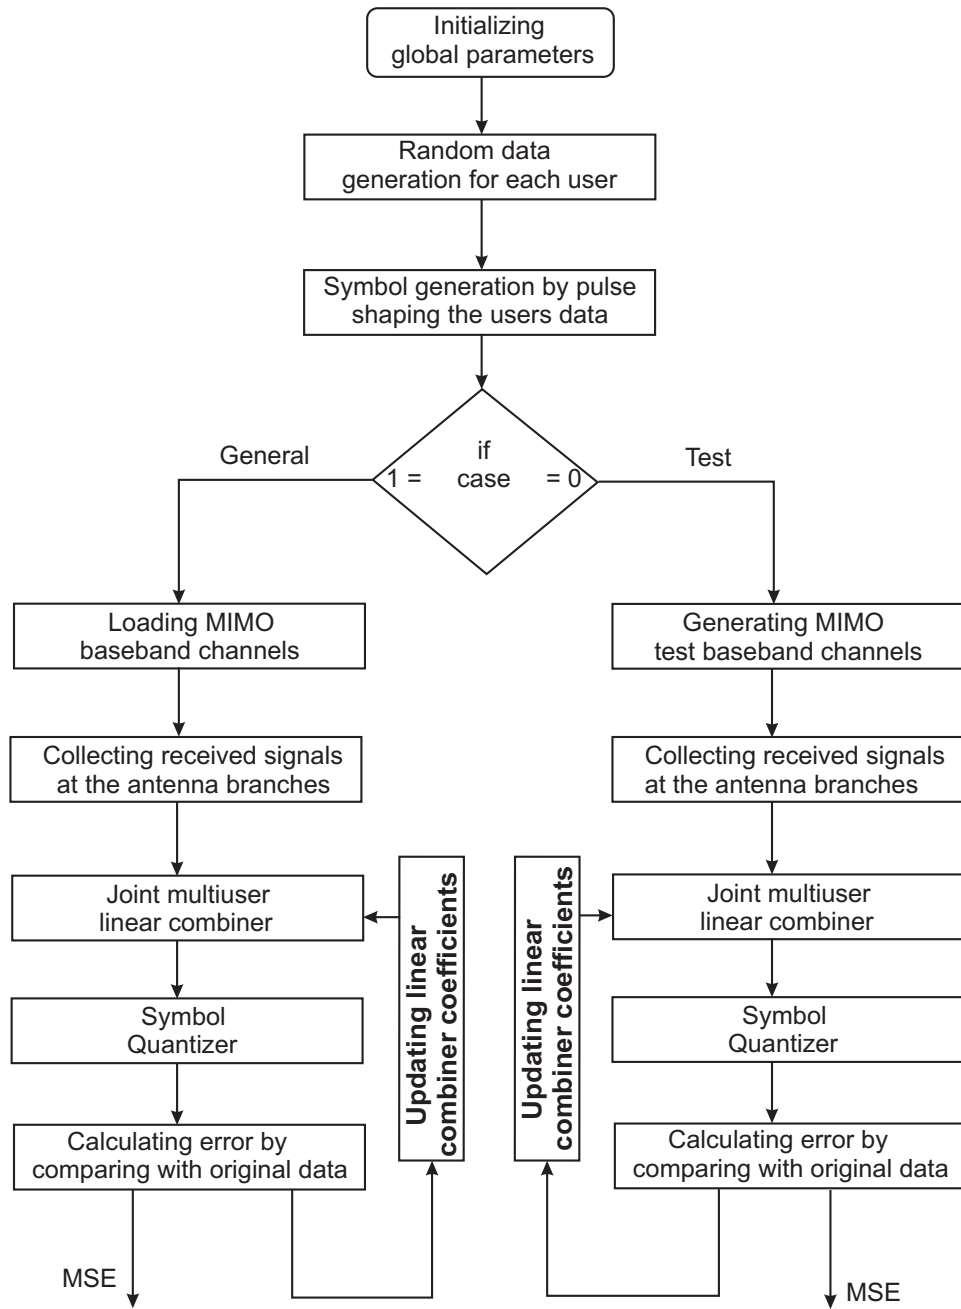 Initializing
global parameters
Random data
generation for each user
Symbol generation by pulse
shaping the users data
General
if
Test
1 = case = 0
Loading MIMO
baseband channels
Collecting received signals
at the antenna branches
Joint multiuser
linear combiner
Symbol
Quantizer
Calculating error by
comparing with original data
MSE
Updating linear
combiner coefficients
Generating MIMO
test baseband channels
Collecting received signals
at the antenna branches
Joint multiuser
linear combiner
Symbol
Quantizer
Calculating error by
comparing with original data
MSE
Updating linear
combiner coefficients